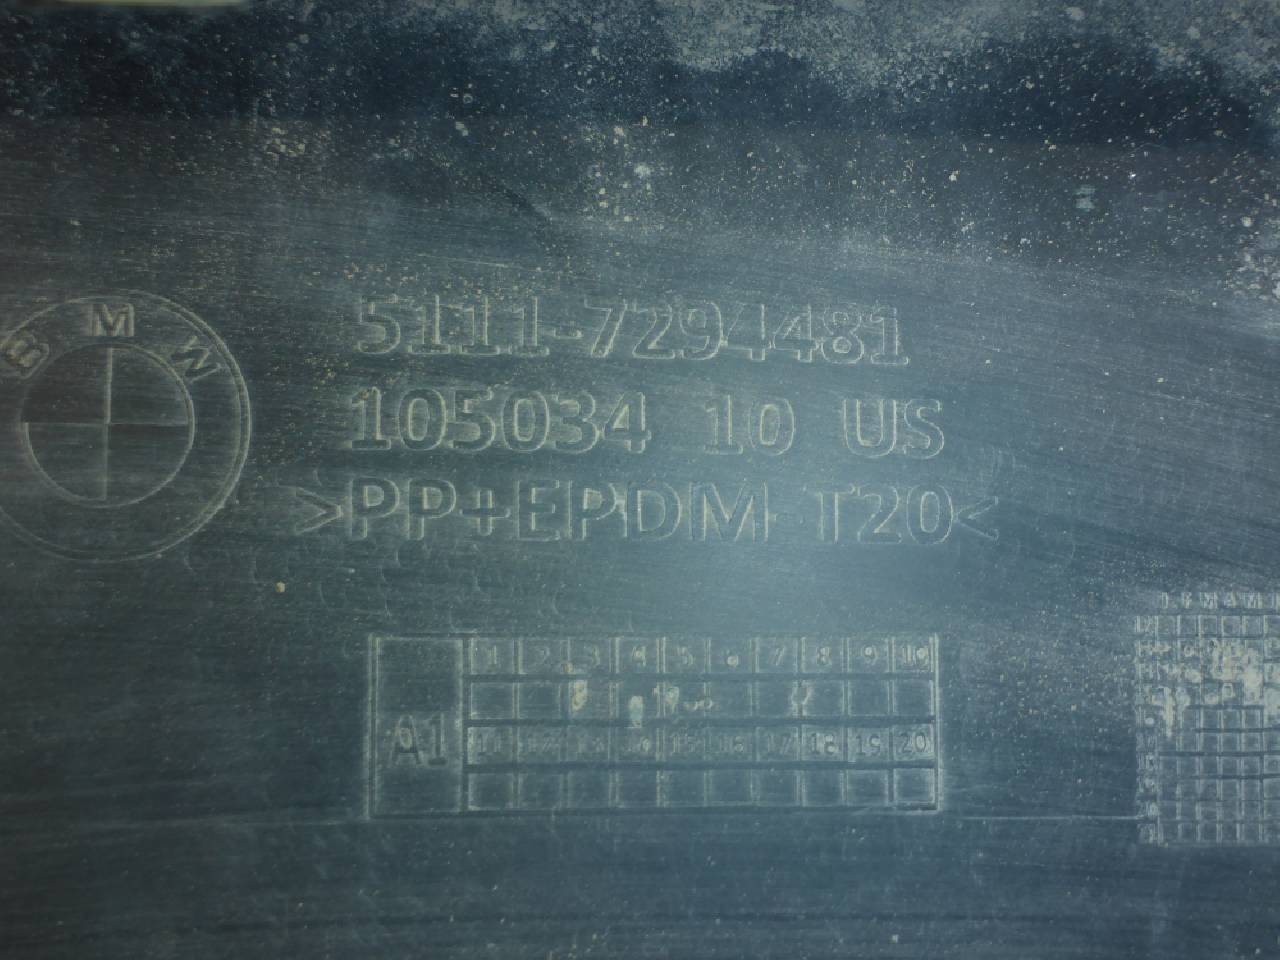 BMW
5111-7294481
105034 10 US
>PP+EPDM-T20<
1 2 3 4 5 6 7 8 9 10
A1
11 12 13 14 15 16 17 18 19 20
J F M A M